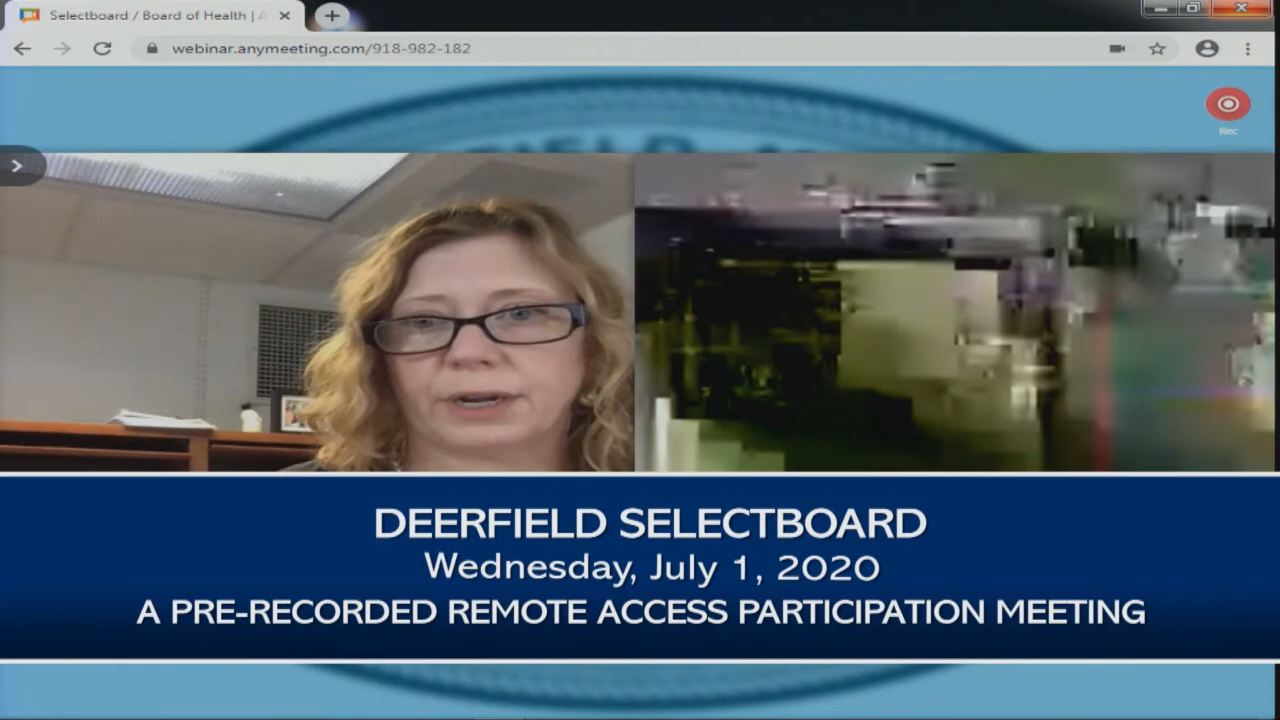 Selectboard / Board of Health |
webinar.anymeeting.com/918-982-182
Rec
DEERFIELD SELECTBOARD
Wednesday, July 1, 2020
A PRE-RECORDED REMOTE ACCESS PARTICIPATION MEETING